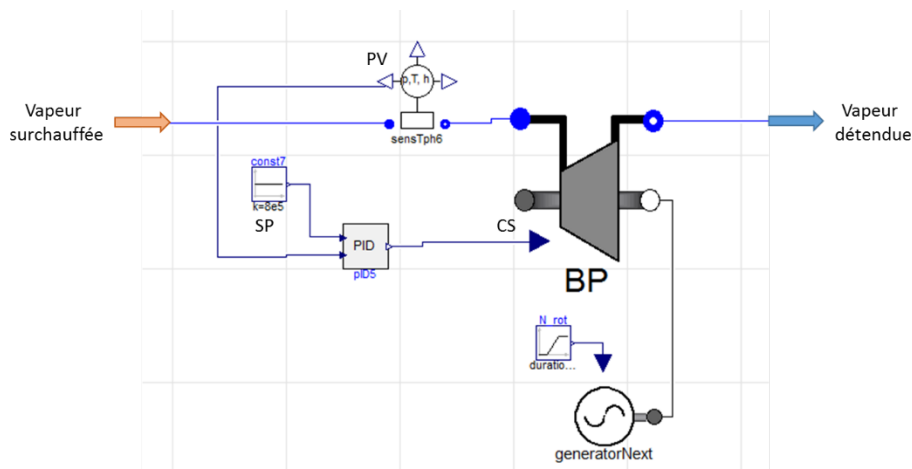 PV
p,T, h
Vapeur
surchauffée
Vapeur
détendue
sensTph6
const7
k=8e5
SP
CS
PID
pID5
BP
N_rot
duratio...
generatorNext